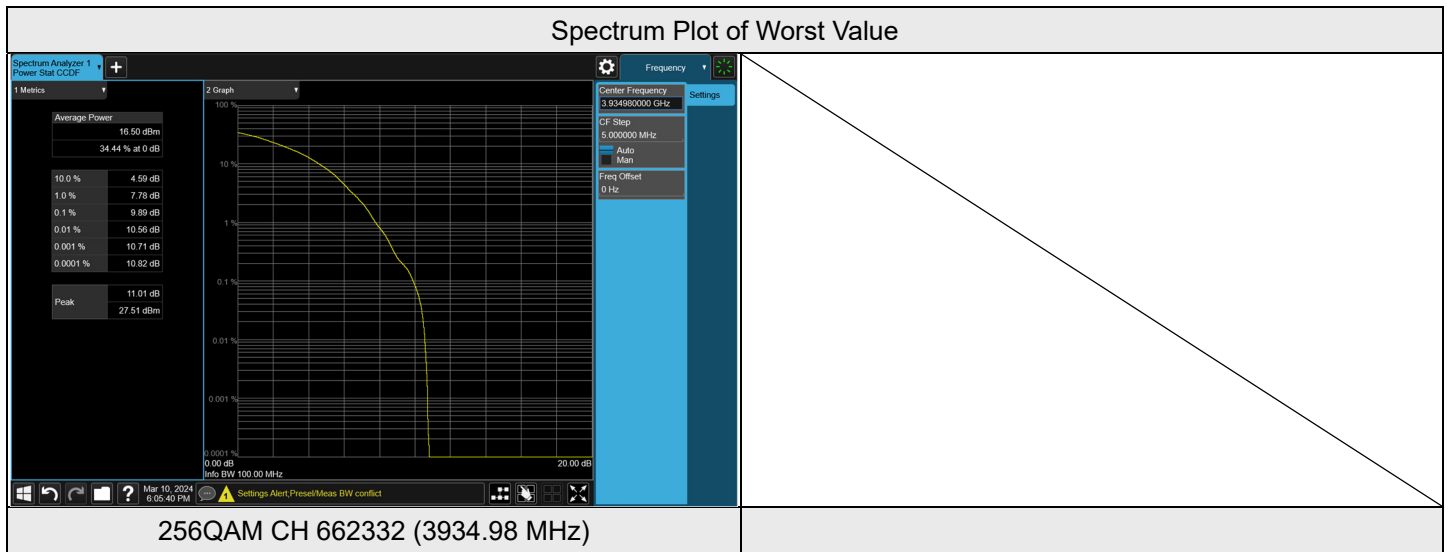 Spectrum Plot of Worst Value
Spectrum Analyzer 1
Power Stat CCDF
Frequency
1 Metrics
2 Graph
Settings
Average Power
16.50 dBm
34.44 % at 0 dB
10.0 % 4.59 dB
1.0 % 7.78 dB
0.1 % 9.89 dB
0.01 % 10.56 dB
0.001 % 10.71 dB
0.0001 % 10.82 dB
Peak 11.01 dB
27.51 dBm
100 %
10 %
1 %
0.1 %
0.01 %
0.001 %
0.0001 %
0.00 dB 20.00 dB
Info BW 100.00 MHz
Center Frequency
3.934980000 GHz
CF Step
5.000000 MHz
Auto
Man
Freq Offset
0 Hz
? Mar 10, 2024
6:05:40 PM
1 Settings Alert;Presel/Meas BW conflict
256QAM CH 662332 (3934.98 MHz)